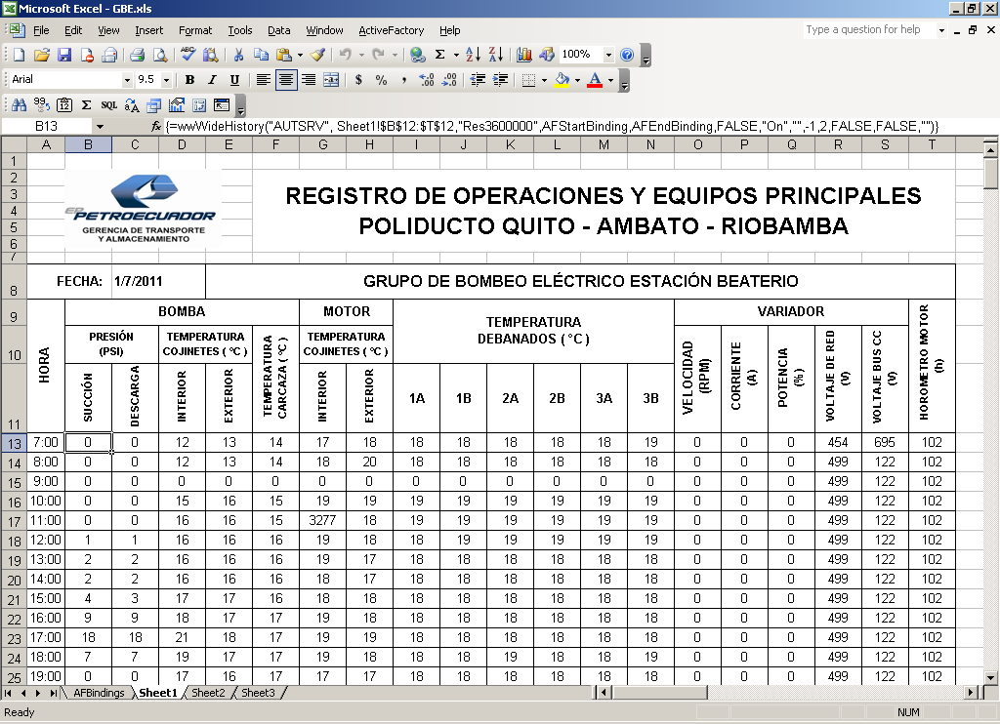 Microsoft Excel - GBE.xls
File Edit View Insert Format Tools Data Window ActiveFactory Help Type a question for help
100%
Arial 9.5 B I U $ % ,
Σ SQL
B13 fx {=wwWideHistory("AUTSRV", Sheet1!$B$12:$T$12,"Res3600000",AFStartBinding,AFEndBinding,FALSE,"On","",-1,2,FALSE,FALSE,"")}
A B C D E F G H I J K L M N O P Q R S T
1
2
3
4
5
6
7
8
9
10
11
EP PETROECUADOR
GERENCIA DE TRANSPORTE
Y ALMACENAMIENTO
REGISTRO DE OPERACIONES Y EQUIPOS PRINCIPALES
POLIDUCTO QUITO - AMBATO - RIOBAMBA
FECHA: 1/7/2011 GRUPO DE BOMBEO ELÉCTRICO ESTACIÓN BEATERIO
HORA
BOMBA
MOTOR
TEMPERATURA
DEBANADOS ( °C )
VARIADOR
HOROMETRO MOTOR
(h)
PRESIÓN
(PSI)
TEMPERATURA
COJINETES ( °C )
TEMPERATURA
CARCAZA ( °C )
TEMPERATURA
COJINETES ( °C )
VELOCIDAD
(RPM)
CORRIENTE
(A)
POTENCIA
(%)
VOLTAJE DE RED
(V)
VOLTAJE BUS CC
(V)
SUCCIÓN
DESCARGA
INTERIOR
EXTERIOR
INTERIOR
EXTERIOR
1A 1B 2A 2B 3A 3B
13 7:00 0 0 12 13 14 17 18 18 18 18 18 18 19 0 0 0 454 695 102
14 8:00 0 0 12 13 14 18 20 18 18 18 18 18 18 0 0 0 499 122 102
15 9:00 0 0 0 0 0 0 0 0 0 0 0 0 0 0 0 0 499 122 102
16 10:00 0 0 15 16 15 19 19 19 19 19 19 19 19 0 0 0 499 122 102
17 11:00 0 0 16 16 15 3277 18 19 19 19 19 19 19 0 0 0 499 122 102
18 12:00 1 1 16 16 16 19 18 18 19 19 19 19 19 0 0 0 499 122 102
19 13:00 2 2 16 16 16 19 17 18 18 18 18 18 18 0 0 0 499 122 102
20 14:00 2 2 16 16 16 18 17 18 18 18 18 18 18 0 0 0 499 122 102
21 15:00 4 3 17 17 16 18 18 18 18 18 18 18 18 0 0 0 499 122 102
22 16:00 9 9 18 17 17 19 18 18 18 18 18 18 18 0 0 0 499 122 102
23 17:00 18 18 21 18 17 19 19 18 18 18 18 18 18 0 0 0 499 122 102
24 18:00 7 7 19 17 17 19 18 18 18 19 18 18 18 0 0 0 499 122 102
25 19:00 0 0 17 16 17 17 17 18 18 18 18 18 18 0 0 0 499 122 102
AFBindings Sheet1 Sheet2 Sheet3
Ready NUM